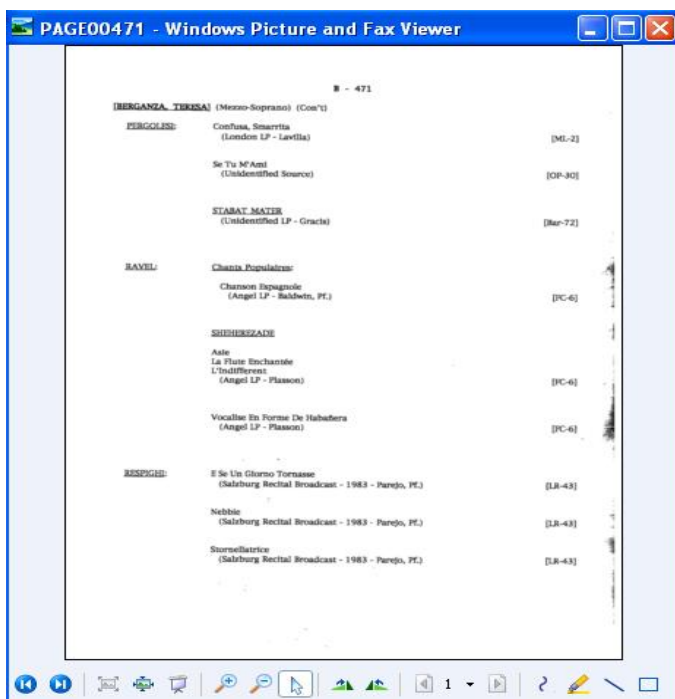 PAGE00471 - Windows Picture and Fax Viewer
B - 471
[BERGANZA, TERESA] (Mezzo-Soprano) (Con't)
PERGOLESI: Confusa, Smarrita
(London LP - Lavilla) [ML-2]
Se Tu M'Ami
(Unidentified Source) [OP-30]
STABAT MATER
(Unidentified LP - Gracis) [Bar-72]
RAVEL: Chants Populaires:
Chanson Espagnole
(Angel LP - Baldwin, Pf.) [FC-6]
SHEHEREZADE
Asie
La Flute Enchantée
L'Indifferent
(Angel LP - Plasson) [FC-6]
Vocalise En Forme De Habañera
(Angel LP - Plasson) [FC-6]
RESPIGHI: E Se Un Giorno Tornasse
(Salzburg Recital Broadcast - 1983 - Parejo, Pf.) [LR-43]
Nebbie
(Salzburg Recital Broadcast - 1983 - Parejo, Pf.) [LR-43]
Stornellatrice
(Salzburg Recital Broadcast - 1983 - Parejo, Pf.) [LR-43]
1